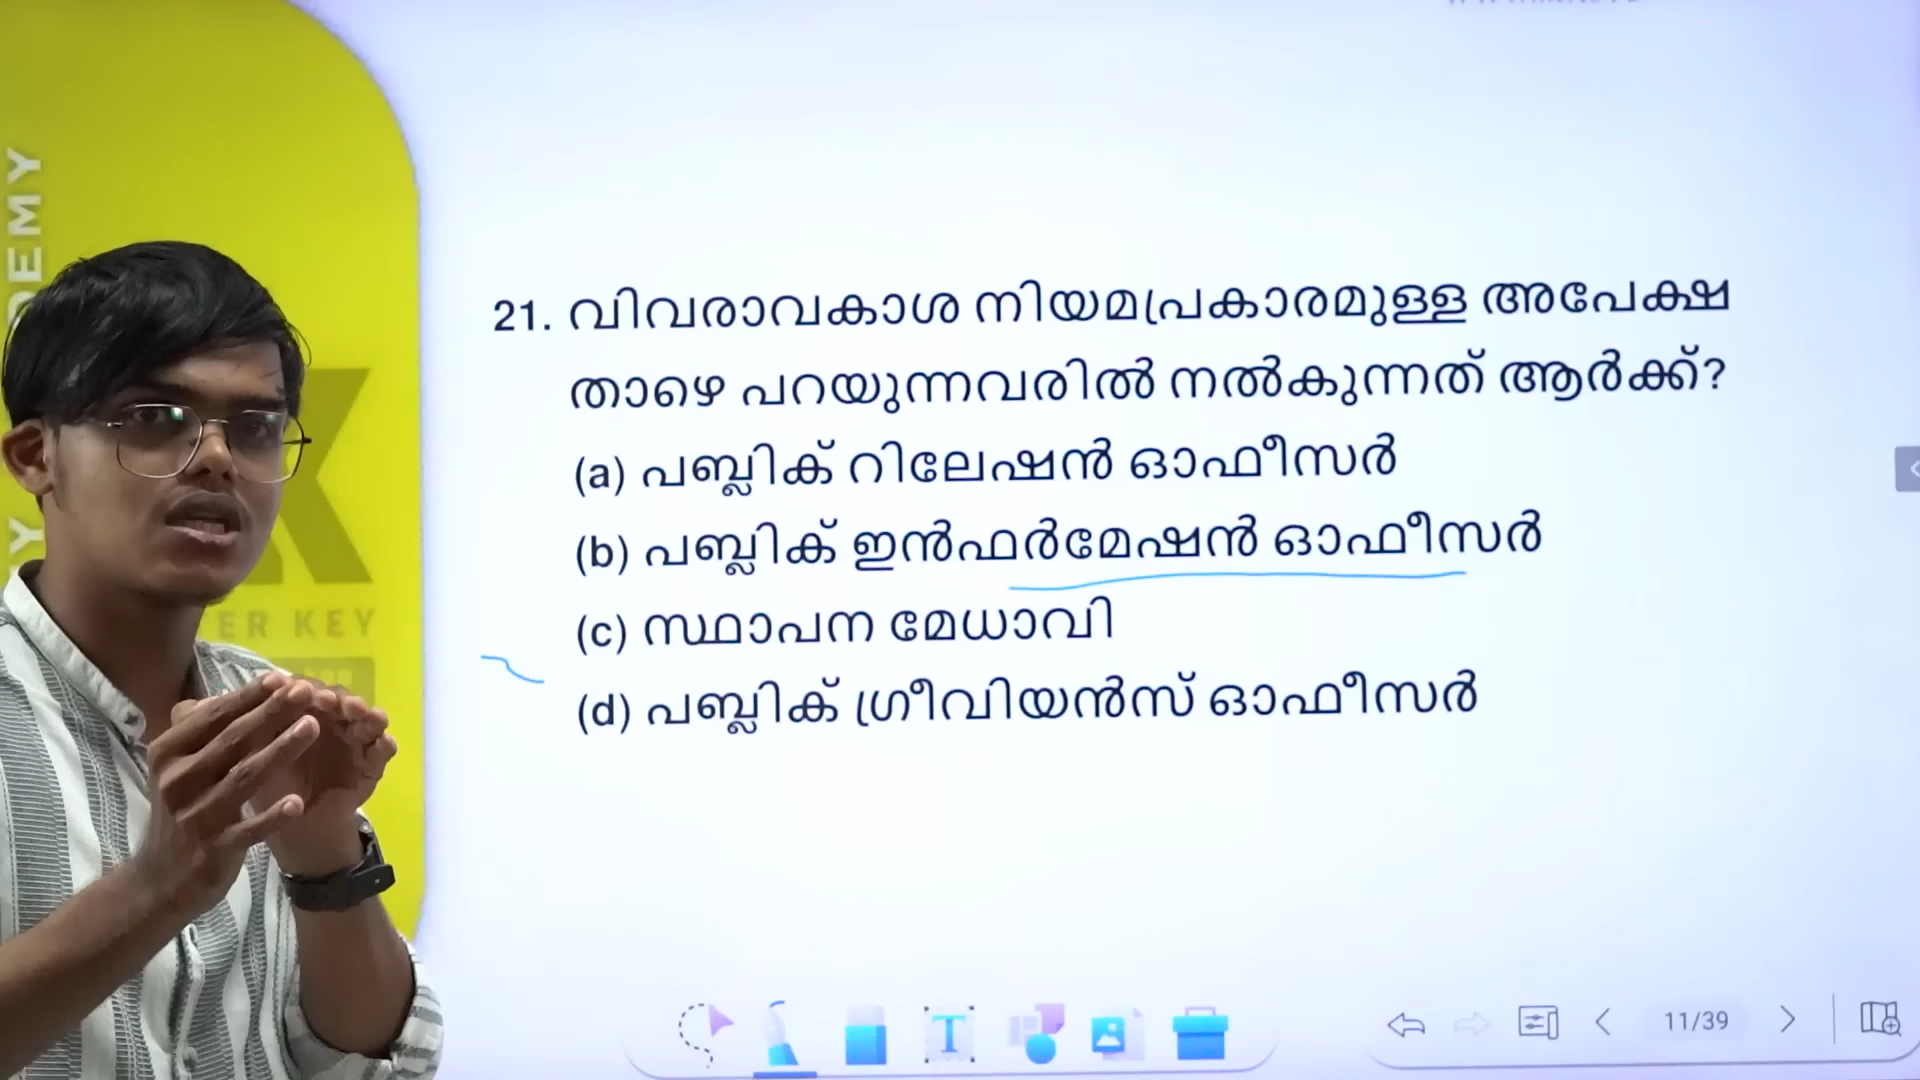 21. വിവരാവകാശ നിയമപ്രകാരമുള്ള അപേക്ഷ
താഴെ പറയുന്നവരിൽ നൽകുന്നത് ആർക്ക്?
(a) പബ്ലിക് റിലേഷൻ ഓഫീസർ
(b) പബ്ലിക് ഇൻഫർമേഷൻ ഓഫീസർ
(c) സ്ഥാപന മേധാവി
(d) പബ്ലിക് ഗ്രീവിയൻസ് ഓഫീസർ
ER KEY
EMY
Y
K
T
11/39